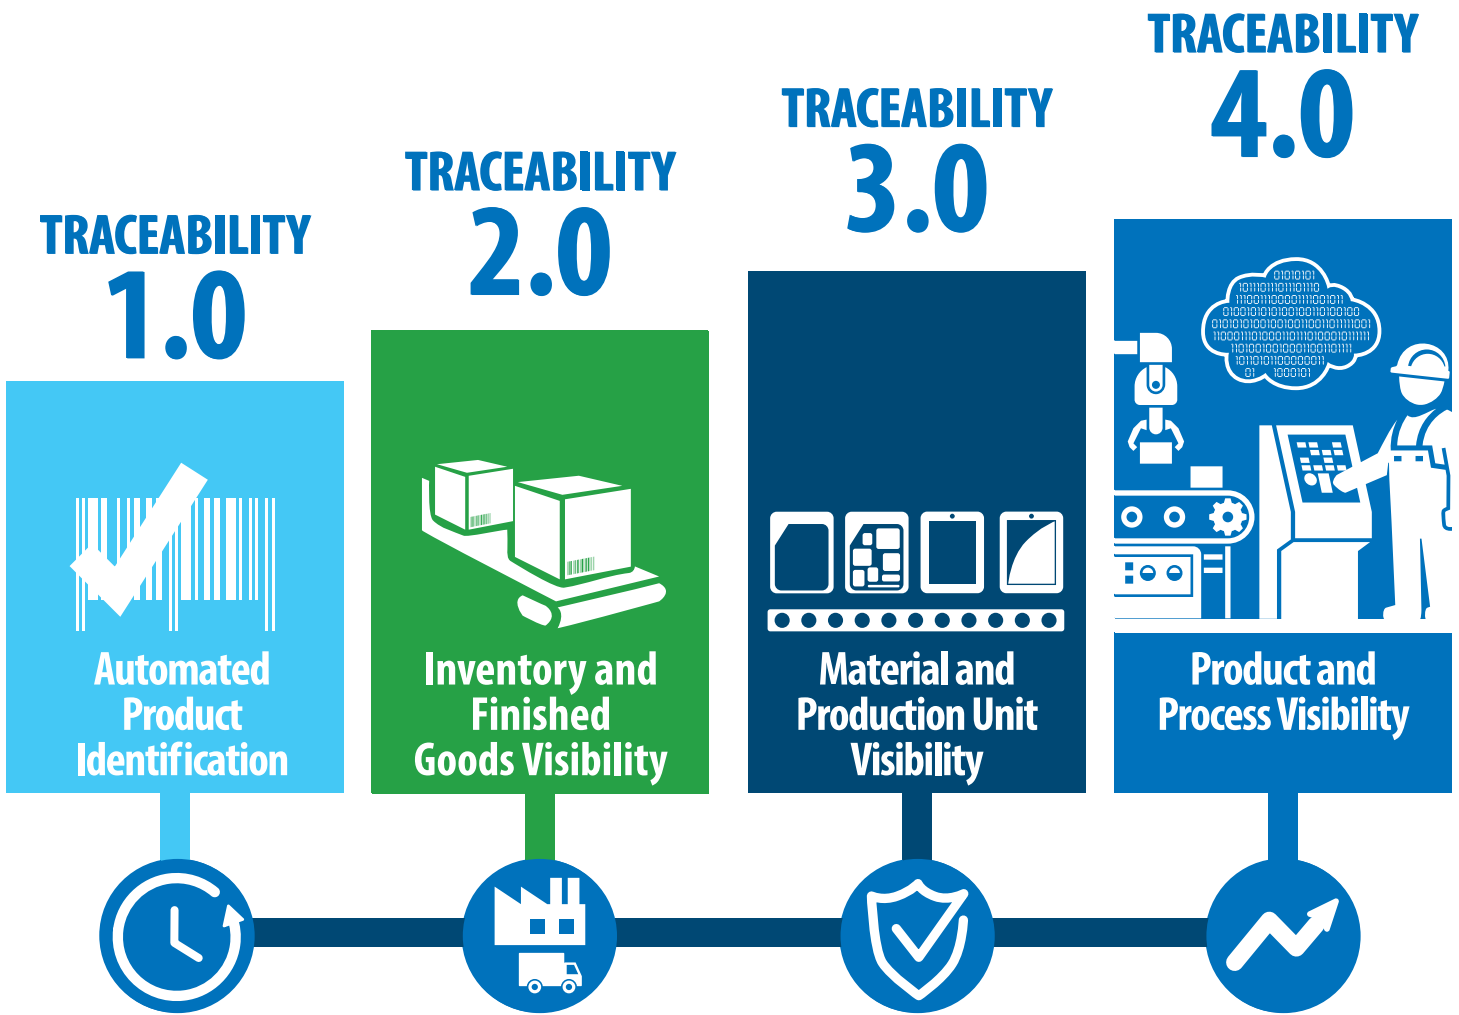 TRACEABILITY
1.0
Automated
Product
Identification
TRACEABILITY
2.0
Inventory and
Finished
Goods Visibility
TRACEABILITY
3.0
Material and
Production Unit
Visibility
TRACEABILITY
4.0
01010101
Product and
Process Visibility